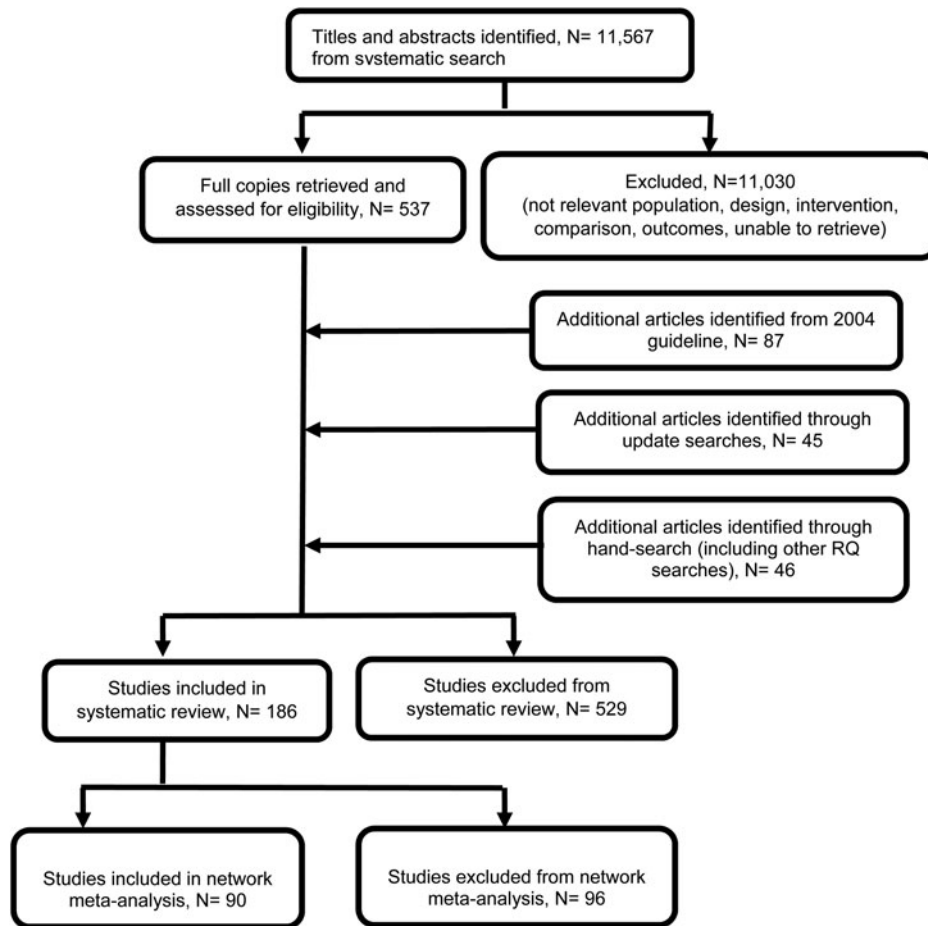 Titles and abstracts identified, N= 11,567
from systematic search
Full copies retrieved and
assessed for eligibility, N= 537
Excluded, N=11,030
(not relevant population, design, intervention,
comparison, outcomes, unable to retrieve)
Additional articles identified from 2004
guideline, N= 87
Additional articles identified through
update searches, N= 45
Additional articles identified through
hand-search (including other RQ
searches), N= 46
Studies included in
systematic review, N= 186
Studies excluded from
systematic review, N= 529
Studies included in network
meta-analysis, N= 90
Studies excluded from network
meta-analysis, N= 96